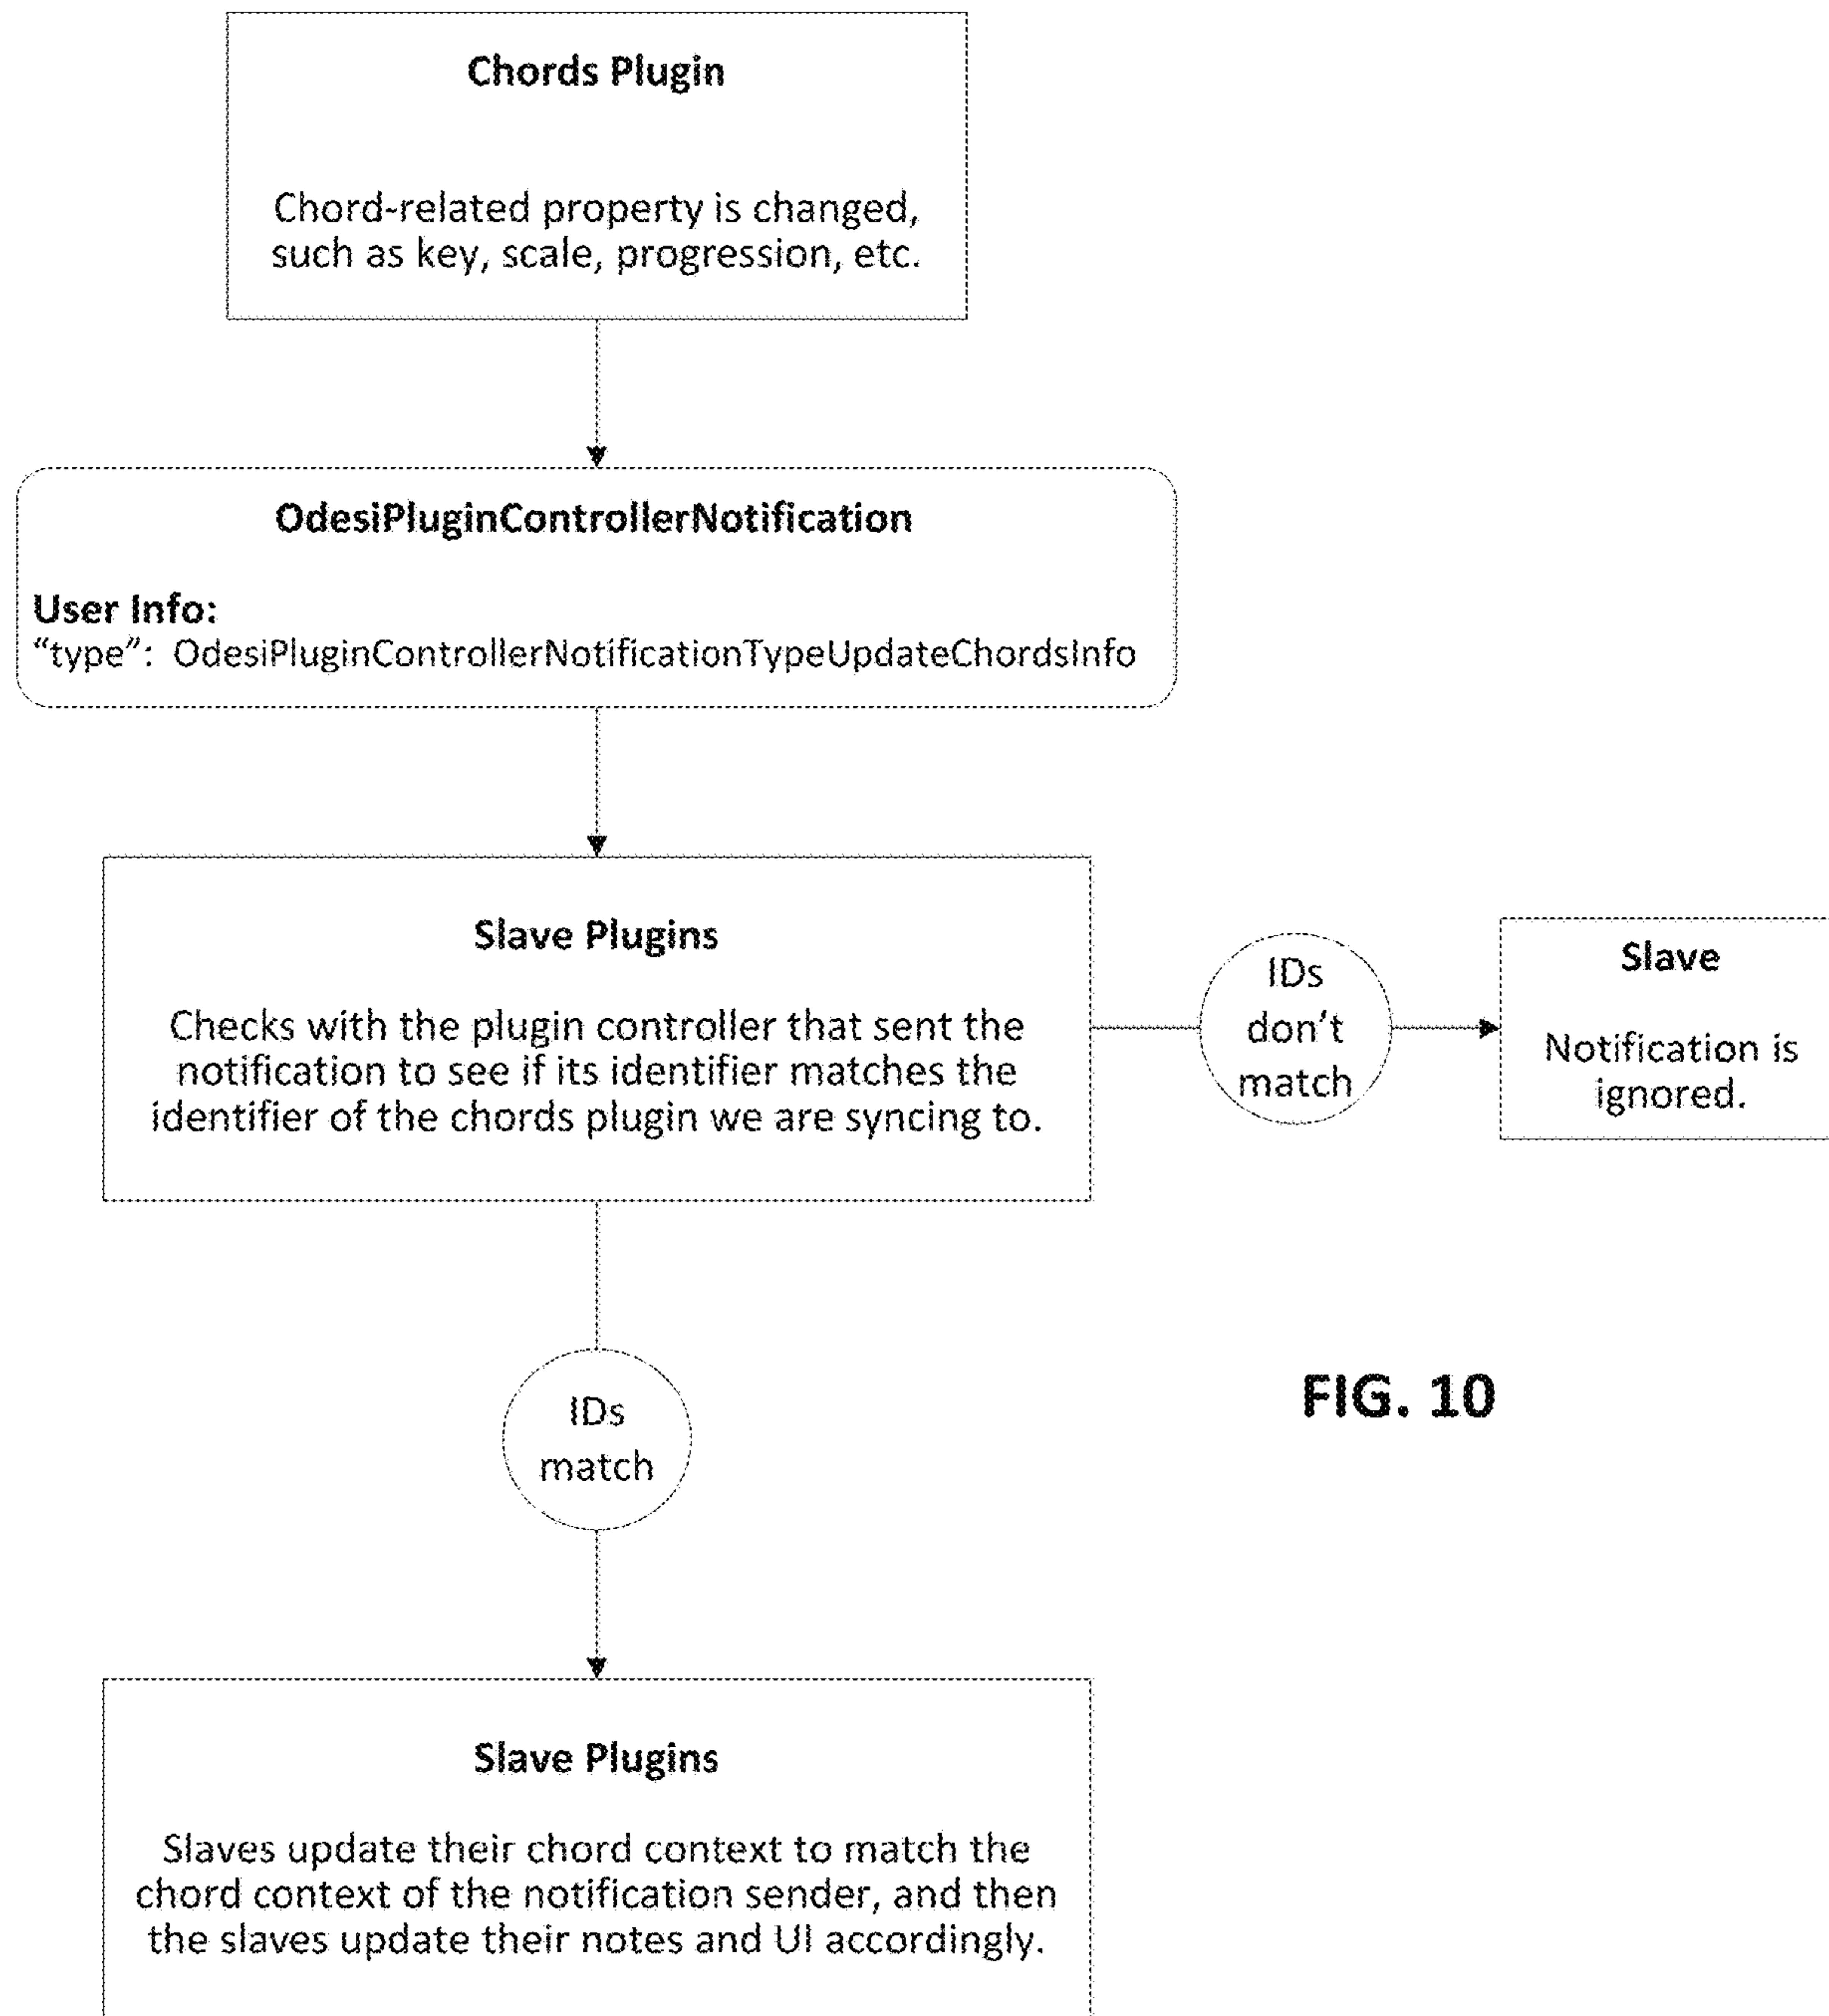 Chords Plugin
Chord-related property is changed,
such as key, scale, progression, etc.
OdesiPluginControllerNotification
User Info:
“type”:  OdesiPluginControllerNotificationTypeUpdateChordsInfo
Slave Plugins
Checks with the plugin controller that sent the
notification to see if its identifier matches the
identifier of the chords plugin we are syncing to.
IDs
don’t
match
Slave
Notification is
ignored.
IDs
match
FIG. 10
Slave Plugins
Slaves update their chord context to match the
chord context of the notification sender, and then
the slaves update their notes and UI accordingly.